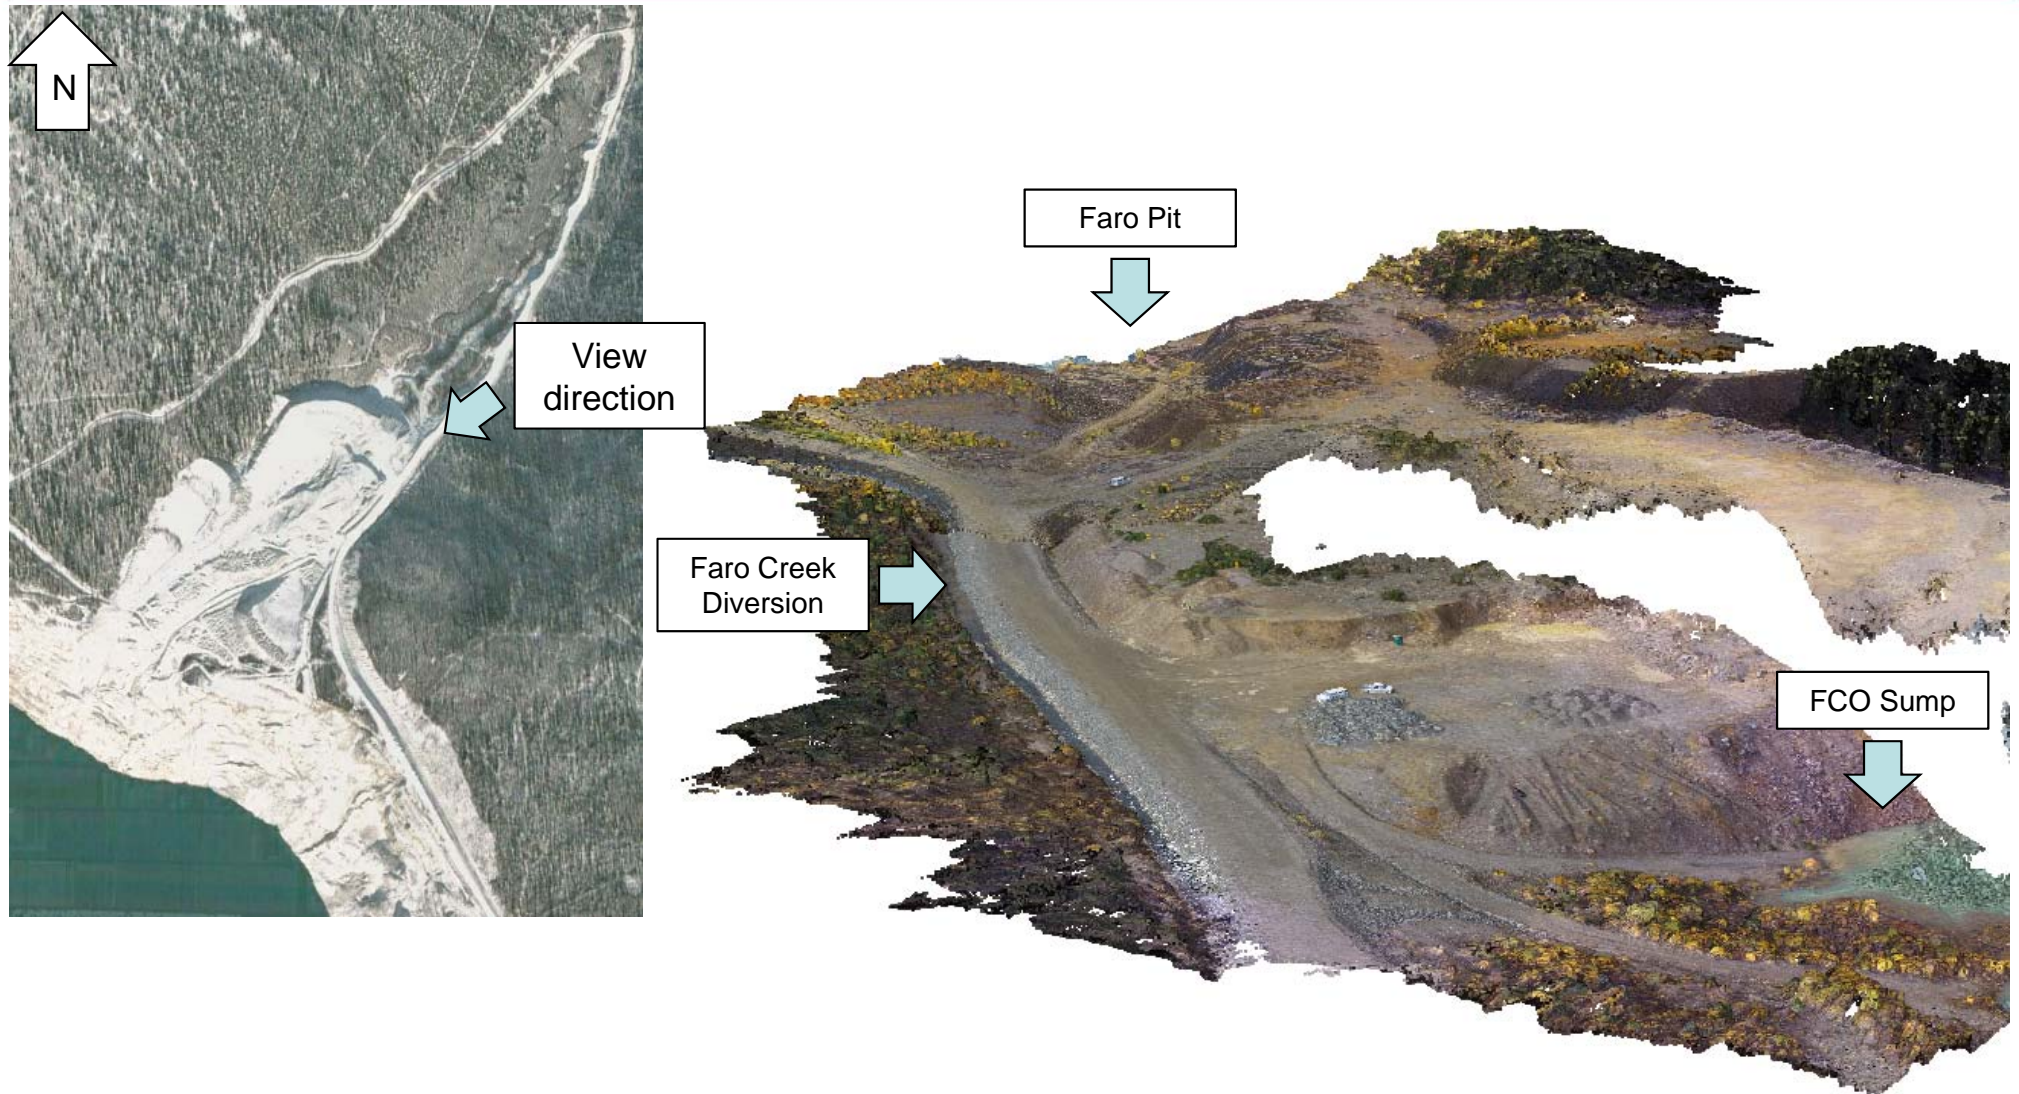 N
View
direction
Faro Pit
Faro Creek
Diversion
FCO Sump